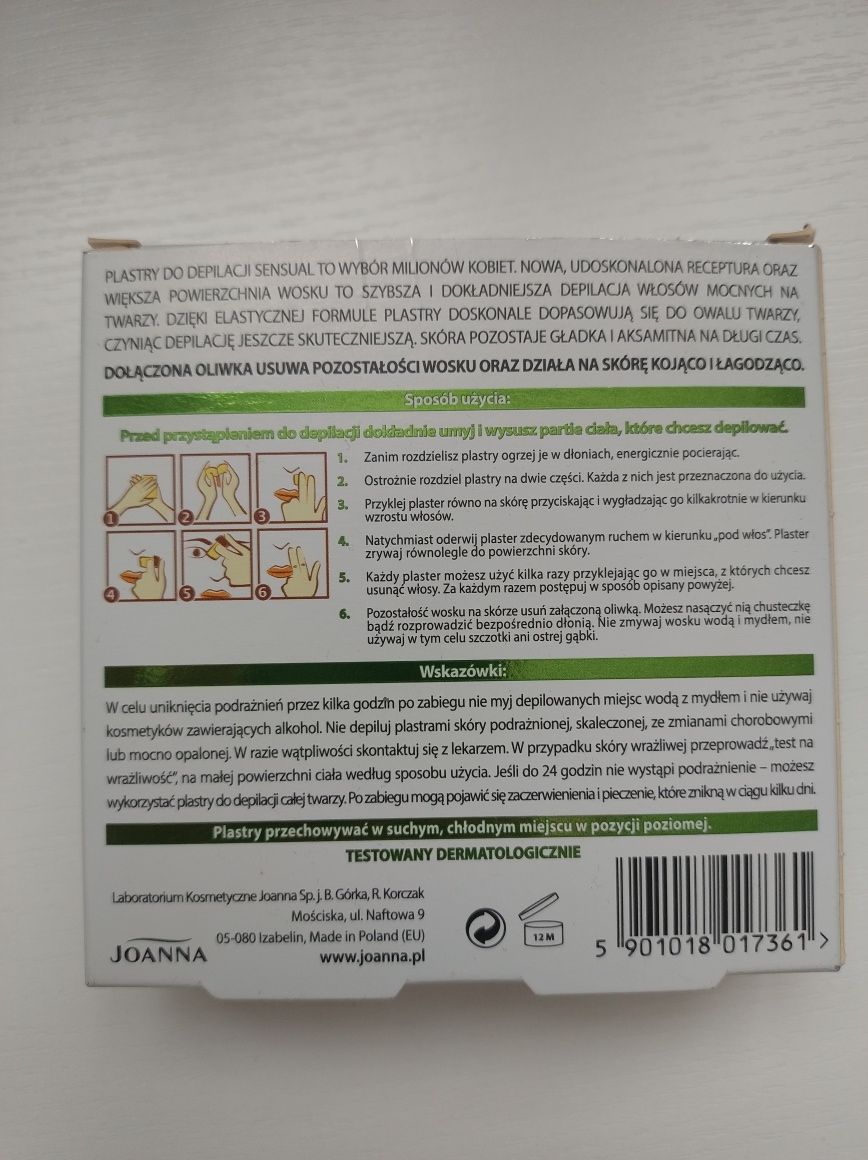 PLASTRY DO DEPILACJI SENSUAL TO WYBÓR MILIONÓW KOBIET. NOWA, UDOSKONALONA RECEPTURA ORAZ
WIĘKSZA POWIERZCHNIA WOSKU TO SZYBSZA I DOKŁADNIEJSZA DEPILACJA WŁOSÓW MOCNYCH NA
TWARZY. DZIĘKI ELASTYCZNEJ FORMULE PLASTRY DOSKONALE DOPASOWUJĄ SIĘ DO OWALU TWARZY,
CZYNIĄC DEPILACJĘ JESZCZE SKUTECZNIEJSZĄ. SKÓRA POZOSTAJE GŁADKA I AKSAMITNA NA DŁUGI CZAS.
DOŁĄCZONA OLIWKA USUWA POZOSTAŁOŚCI WOSKU ORAZ DZIAŁA NA SKÓRĘ KOJĄCO I ŁAGODZĄCO.
Sposób użycia:
Przed przystąpieniem do depilacji dokładnie umyj i wysusz partie ciała, które chcesz depilować.
1 2 3
4 5 6
1. Zanim rozdzielisz plastry ogrzej je w dłoniach, energicznie pocierając.
2. Ostrożnie rozdziel plastry na dwie części. Każda z nich jest przeznaczona do użycia.
3. Przyklej plaster równo na skórę przyciskając i wygładzając go kilkakrotnie w kierunku
wzrostu włosów.
4. Natychmiast oderwij plaster zdecydowanym ruchem w kierunku „pod włos”. Plaster
zrywaj równolegle do powierzchni skóry.
5. Każdy plaster możesz użyć kilka razy przyklejając go w miejsca, z których chcesz
usunąć włosy. Za każdym razem postępuj w sposób opisany powyżej.
6. Pozostałość wosku na skórze usuń załączoną oliwką. Możesz nasączyć nią chusteczkę
bądź rozprowadzić bezpośrednio dłonią. Nie zmywaj wosku wodą i mydłem, nie
używaj w tym celu szczotki ani ostrej gąbki.
Wskazówki:
W celu uniknięcia podrażnień przez kilka godzin po zabiegu nie myj depilowanych miejsc wodą z mydłem i nie używaj
kosmetyków zawierających alkohol. Nie depiluj plastrami skóry podrażnionej, skaleczonej, ze zmianami chorobowymi
lub mocno opalonej. W razie wątpliwości skontaktuj się z lekarzem. W przypadku skóry wrażliwej przeprowadź „test na
wrażliwość”, na małej powierzchni ciała według sposobu użycia. Jeśli do 24 godzin nie wystąpi podrażnienie – możesz
wykorzystać plastry do depilacji całej twarzy. Po zabiegu mogą pojawić się zaczerwienienia i pieczenie, które znikną w ciągu kilku dni.
Plastry przechowywać w suchym, chłodnym miejscu w pozycji poziomej.
TESTOWANY DERMATOLOGICZNIE
Laboratorium Kosmetyczne Joanna Sp. j. B. Górka, R. Korczak
Mościska, ul. Naftowa 9
05-080 Izabelin, Made in Poland (EU)
www.joanna.pl
JOANNA
12 M
5 901018 017361 >